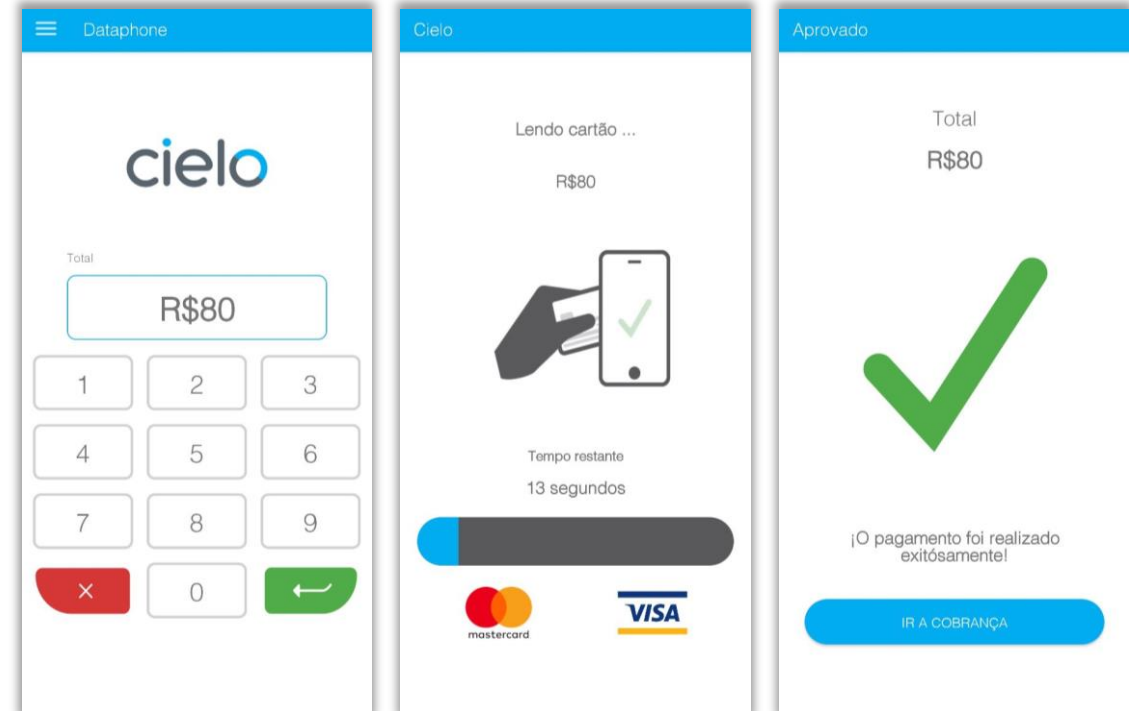 Dataphone
cielo
Total
R$80
1 2 3
4 5 6
7 8 9
0
Cielo
Lendo cartão ...
R$80
Tempo restante
13 segundos
mastercard
VISA
Aprovado
Total
R$80
¡O pagamento foi realizado
exitósamente!
IR A COBRANÇA